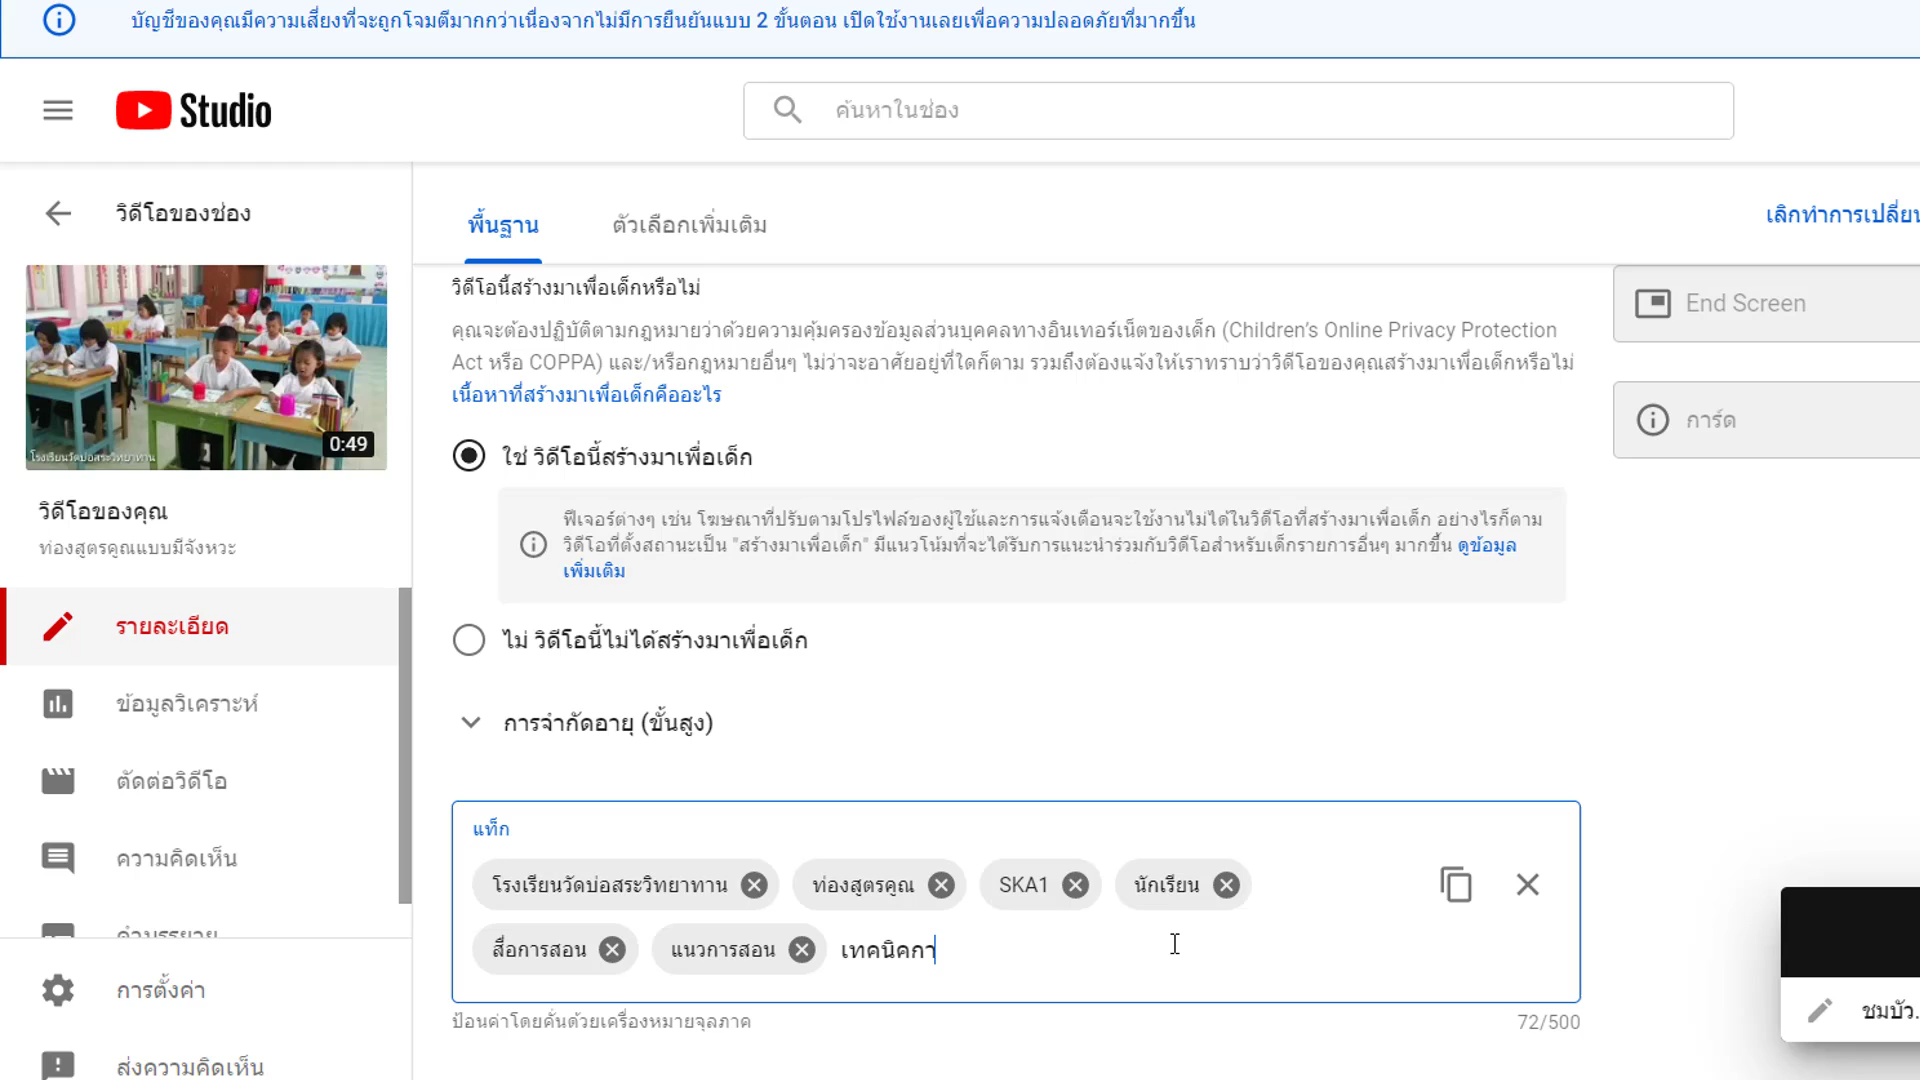 บัญชีของคุณมีความเสี่ยงที่จะถูกโจมตีมากกว่าเนื่องจากไม่มีการยืนยันแบบ 2 ขั้นตอน เปิดใช้งานเลยเพื่อความปลอดภัยที่มากขึ้น
Studio
ค้นหาในช่อง
วิดีโอของช่อง
พื้นฐาน
ตัวเลือกเพิ่มเติม
เลิกทำการเปลี่ยน
0:49
โรงเรียนวัดบ่อสระวิทยาทาน
วิดีโอของคุณ
ท่องสูตรคูณแบบมีจังหวะ
รายละเอียด
ข้อมูลวิเคราะห์
ตัดต่อวิดีโอ
ความคิดเห็น
คำบรรยาย
การตั้งค่า
ส่งความคิดเห็น
วิดีโอนี้สร้างมาเพื่อเด็กหรือไม่
คุณจะต้องปฏิบัติตามกฎหมายว่าด้วยความคุ้มครองข้อมูลส่วนบุคคลทางอินเทอร์เน็ตของเด็ก (Children's Online Privacy Protection
Act หรือ COPPA) และ/หรือกฎหมายอื่นๆ ไม่ว่าจะอาศัยอยู่ที่ใดก็ตาม รวมถึงต้องแจ้งให้เราทราบว่าวิดีโอของคุณสร้างมาเพื่อเด็กหรือไม่
เนื้อหาที่สร้างมาเพื่อเด็กคืออะไร
ใช่ วิดีโอนี้สร้างมาเพื่อเด็ก
ฟีเจอร์ต่างๆ เช่น โฆษณาที่ปรับตามโปรไฟล์ของผู้ใช้และการแจ้งเตือนจะใช้งานไม่ได้ในวิดีโอที่สร้างมาเพื่อเด็ก อย่างไรก็ตาม
วิดีโอที่ตั้งสถานะเป็น "สร้างมาเพื่อเด็ก" มีแนวโน้มที่จะได้รับการแนะนำร่วมกับวิดีโอสำหรับเด็กรายการอื่นๆ มากขึ้น ดูข้อมูล
เพิ่มเติม
ไม่ วิดีโอนี้ไม่ได้สร้างมาเพื่อเด็ก
การจำกัดอายุ (ขั้นสูง)
แท็ก
โรงเรียนวัดบ่อสระวิทยาทาน ท่องสูตรคูณ SKA1 นักเรียน
สื่อการสอน แนวการสอน เทคนิคกา
ป้อนค่าโดยคั่นด้วยเครื่องหมายจุลภาค
72/500
End Screen
การ์ด
ชมบัว.